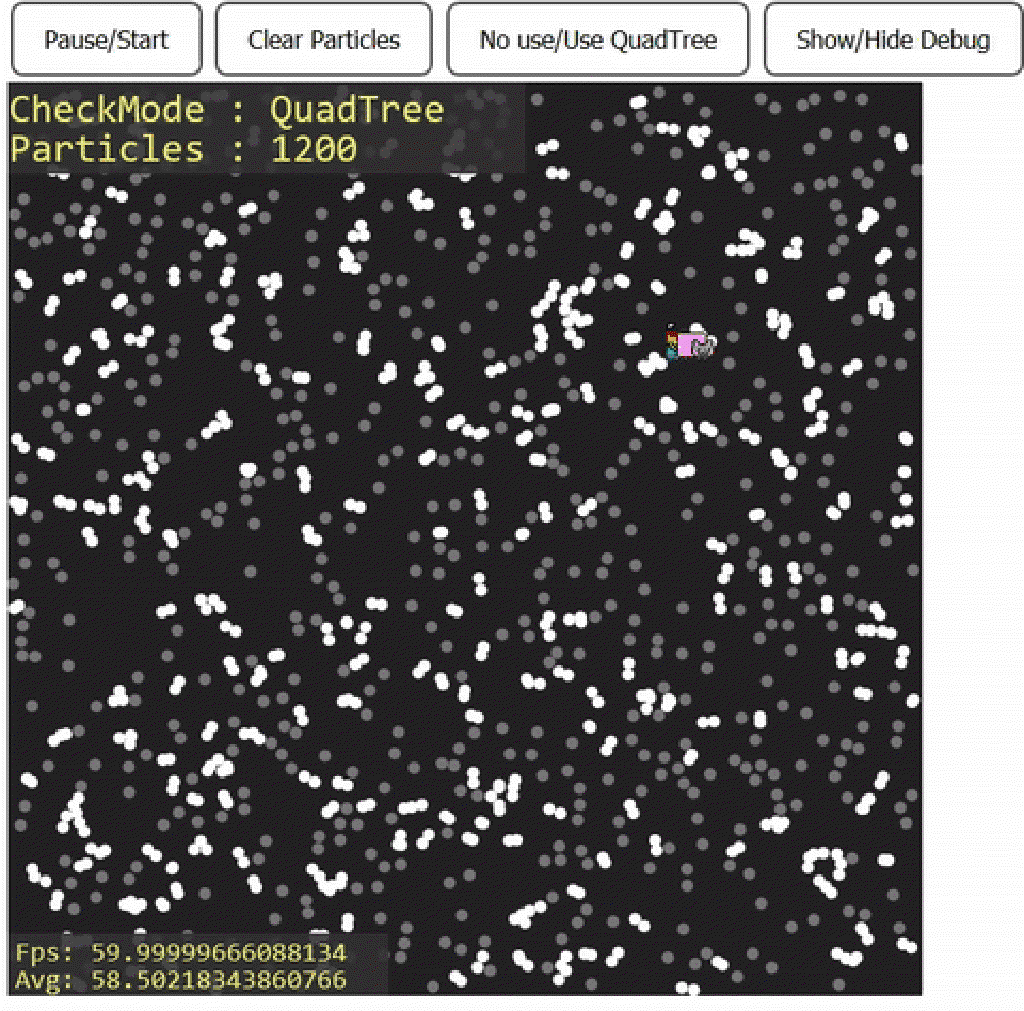 Pause/Start
Clear Particles
No use/Use QuadTree
Show/Hide Debug
CheckMode : QuadTree
Particles : 1200
Fps: 59.99999666088134
Avg: 58.50218343860766